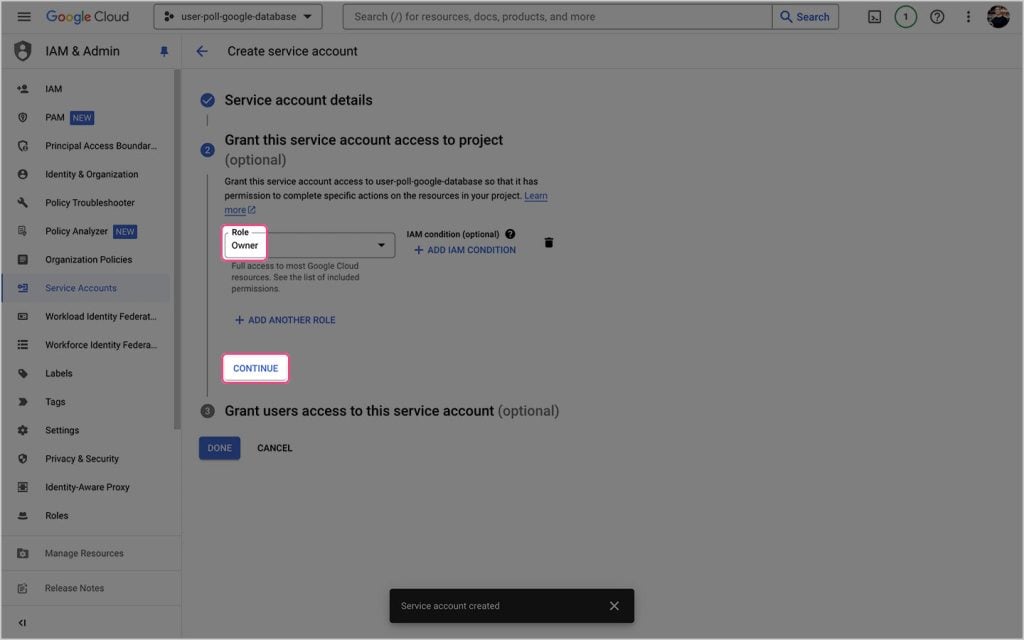 Google Cloud
user-poll-google-database
Search (/) for resources, docs, products, and more
Search
1
IAM & Admin
Create service account
IAM
PAM NEW
Principal Access Boundar...
Identity & Organization
Policy Troubleshooter
Policy Analyzer NEW
Organization Policies
Service Accounts
Workload Identity Federat...
Workforce Identity Federa...
Labels
Tags
Settings
Privacy & Security
Identity-Aware Proxy
Roles
Manage Resources
Release Notes
Service account details
2
Grant this service account access to project
(optional)
Grant this service account access to user-poll-google-database so that it has
permission to complete specific actions on the resources in your project. Learn
more
Role
Owner
IAM condition (optional)
+ ADD IAM CONDITION
Full access to most Google Cloud
resources. See the list of included
permissions.
+ ADD ANOTHER ROLE
CONTINUE
3
Grant users access to this service account (optional)
DONE
CANCEL
Service account created